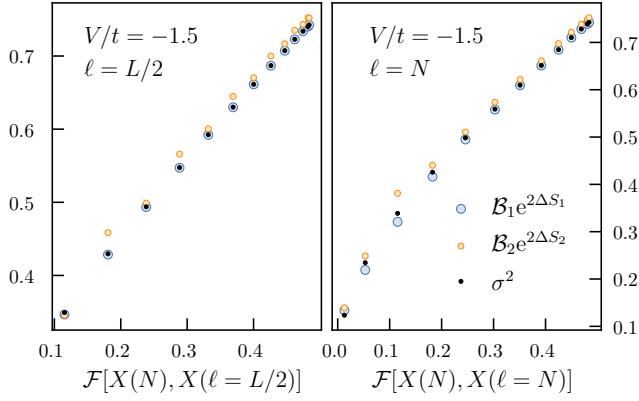 V/t = −1.5
ℓ = L/2
0.7
0.6
0.5
0.4
0.1 0.2 0.3 0.4
ℱ[X(N), X(ℓ = L/2)]
V/t = −1.5
ℓ = N
ℬ₁e^{2ΔS₁}
ℬ₂e^{2ΔS₂}
σ²
0.7
0.6
0.5
0.4
0.3
0.2
0.1
0.0 0.1 0.2 0.3 0.4
ℱ[X(N), X(ℓ = N)]